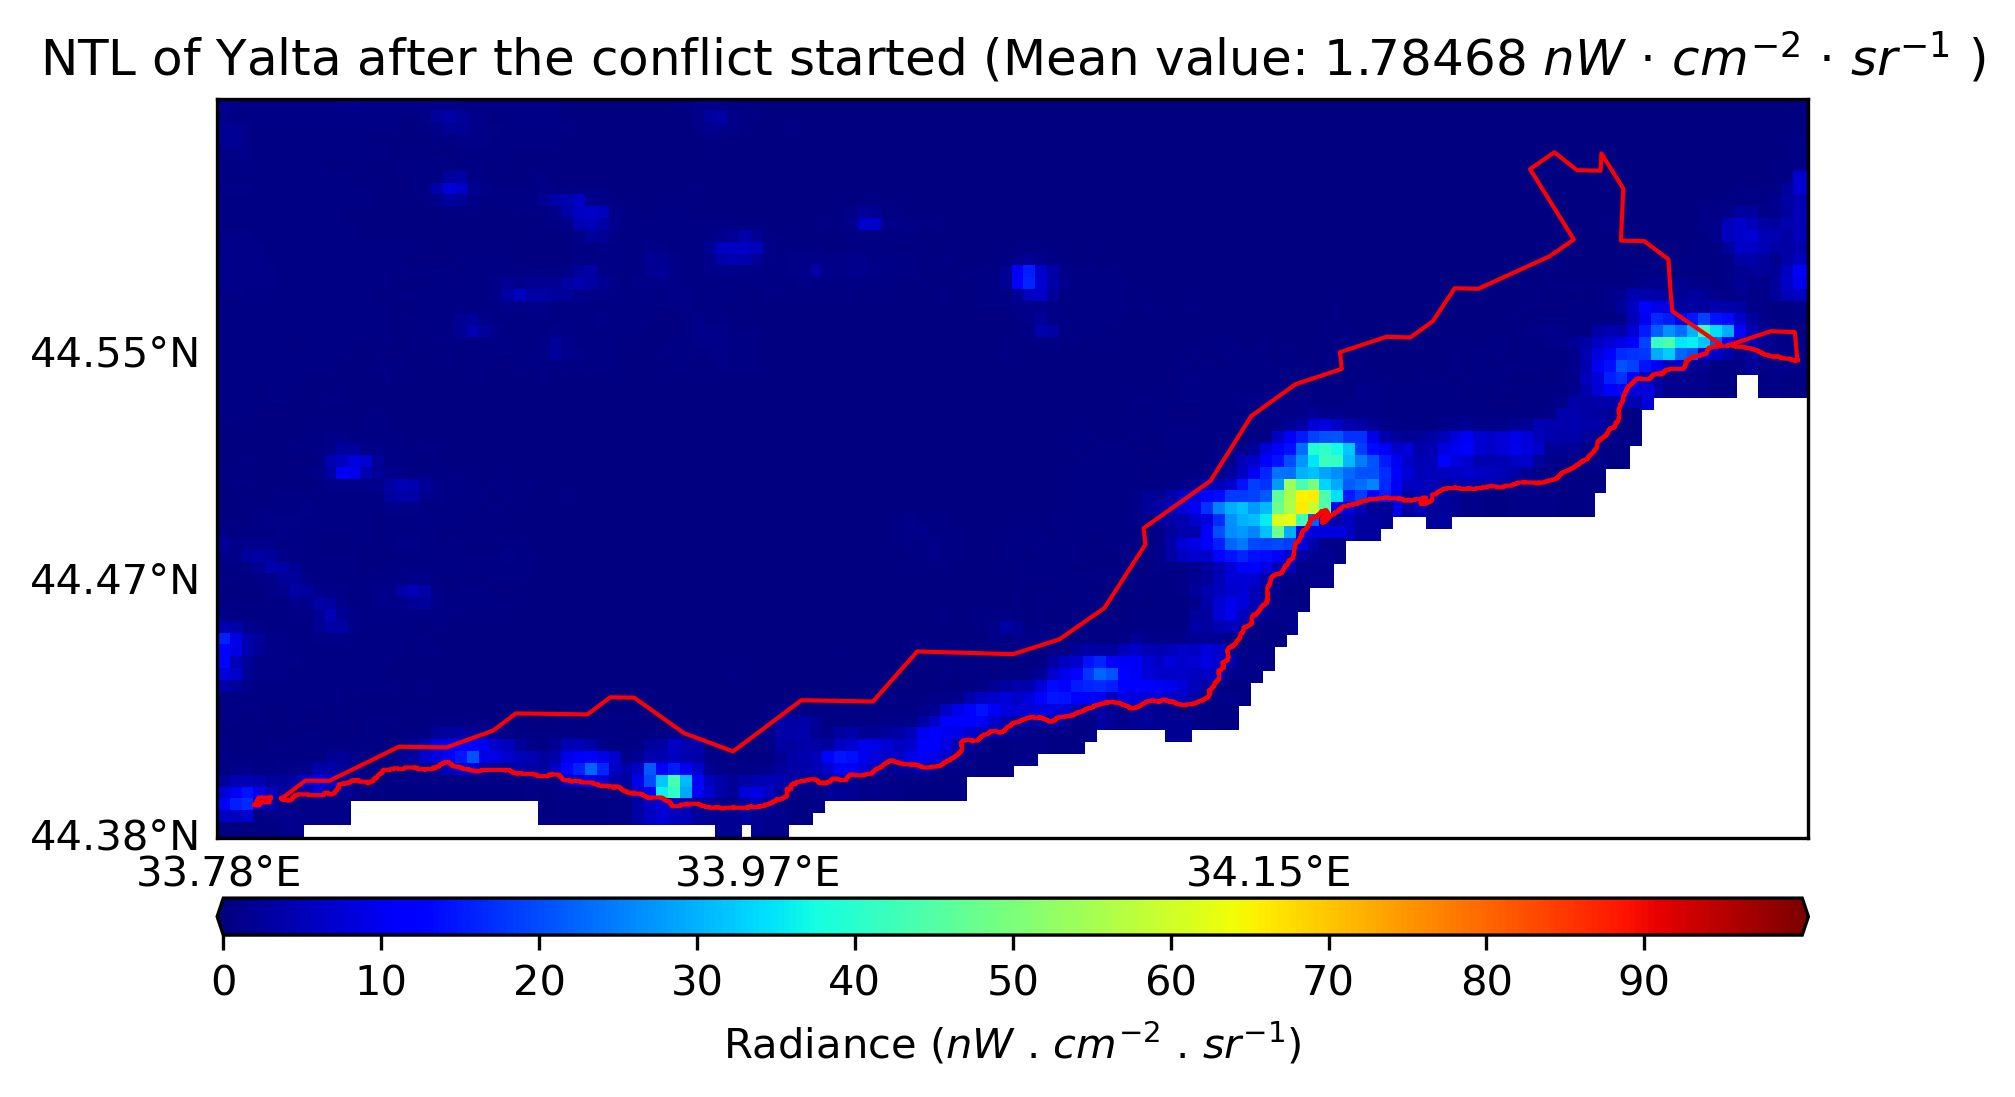 NTL of Yalta after the conflict started (Mean value: 1.78468 nW · cm⁻² · sr⁻¹ )
44.55°N
44.47°N
44.38°N
33.78°E 33.97°E 34.15°E
0 10 20 30 40 50 60 70 80 90
Radiance (nW . cm⁻² . sr⁻¹)